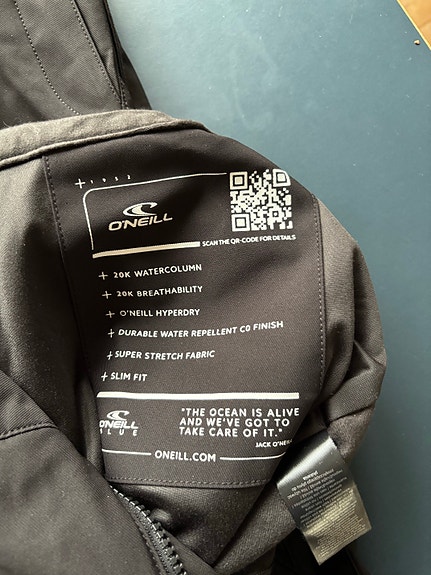 1952
O'NEILL
SCAN THE QR-CODE FOR DETAILS
+ 20K WATERCOLUMN
+ 20K BREATHABILITY
+ O'NEILL HYPERDRY
+ DURABLE WATER REPELLENT C0 FINISH
+ SUPER STRETCH FABRIC
+ SLIM FIT
O'NEILL
BLUE
"THE OCEAN IS ALIVE
AND WE'VE GOT TO
TAKE CARE OF IT."
JACK O'NEILL
ONEILL.COM